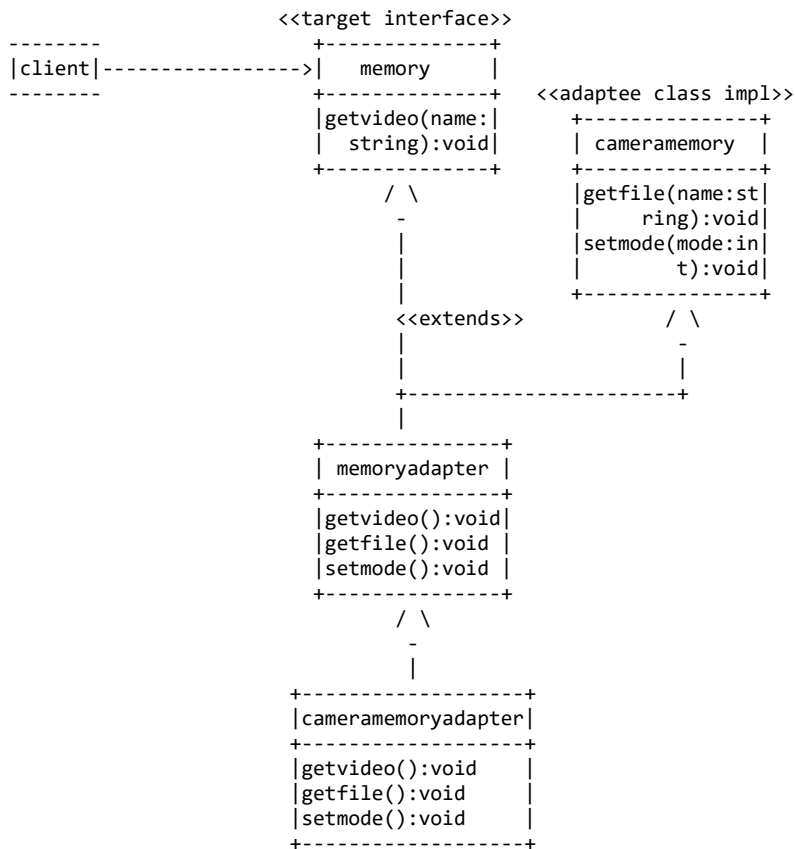 <<target interface>>
|client|----------------->| memory |
<<adaptee class impl>>
|getvideo(name:|
| string):void|
| cameramemory |
|getfile(name:st|
| ring):void|
|setmode(mode:in|
| t):void|
<<extends>>
| memoryadapter |
|getvideo():void|
|getfile():void |
|setmode():void |
|cameramemoryadapter|
|getvideo():void |
|getfile():void |
|setmode():void |